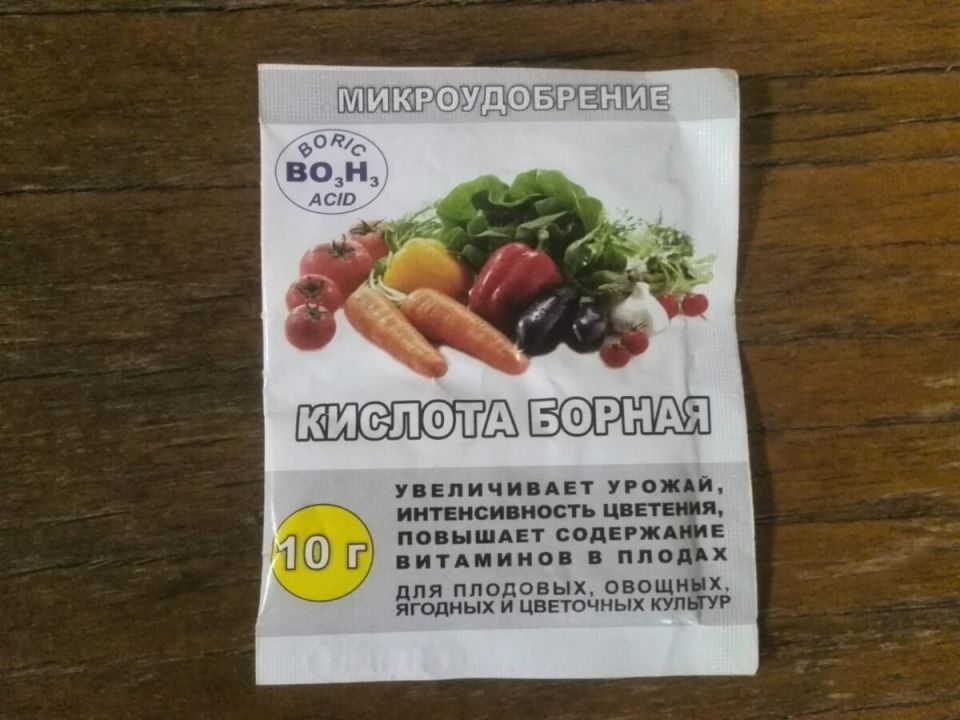 МИКРОУДОБРЕНИЕ
BORIC
BO₃H₃
ACID
КИСЛОТА БОРНАЯ
10 г
УВЕЛИЧИВАЕТ УРОЖАЙ,
ИНТЕНСИВНОСТЬ ЦВЕТЕНИЯ,
ПОВЫШАЕТ СОДЕРЖАНИЕ
ВИТАМИНОВ В ПЛОДАХ
ДЛЯ ПЛОДОВЫХ, ОВОЩНЫХ,
ЯГОДНЫХ И ЦВЕТОЧНЫХ КУЛЬТУР